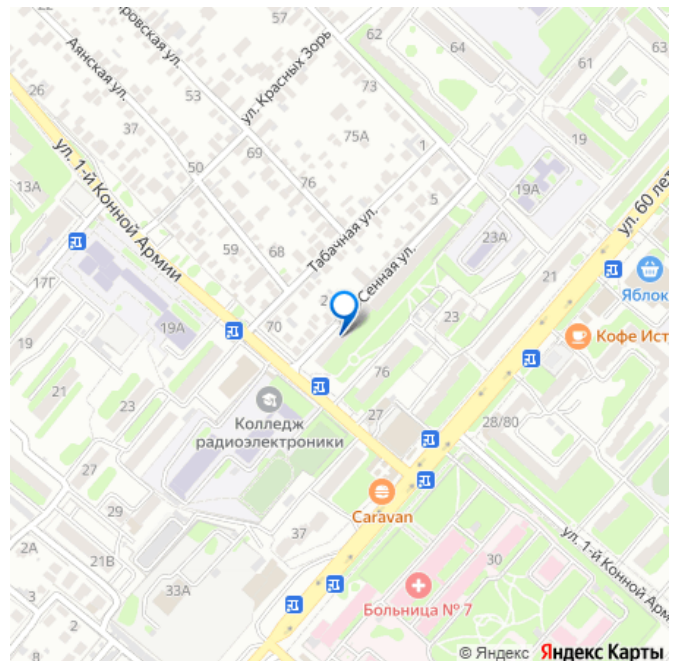 57
62
64
61
63
ровская ул.
Аянская ул.
26
53
ул. Красных Зорь
73
75А
37
50
69
76
1
19
19А
ул. 60 лет
13А
ул. 1-й Конной Армии
5
Табачная ул.
59
68
Сенная ул.
23А
21
17Г
2
Яблок
19А
70
23
Кофе Ист
19
21
23
Колледж
радиоэлектроники
76
27
28/80
27
29
Caravan
37
ул. 1-й Конной Арм
2А
21В
33А
30
3
2
8
Больница № 7
© Яндекс Яндекс Карты